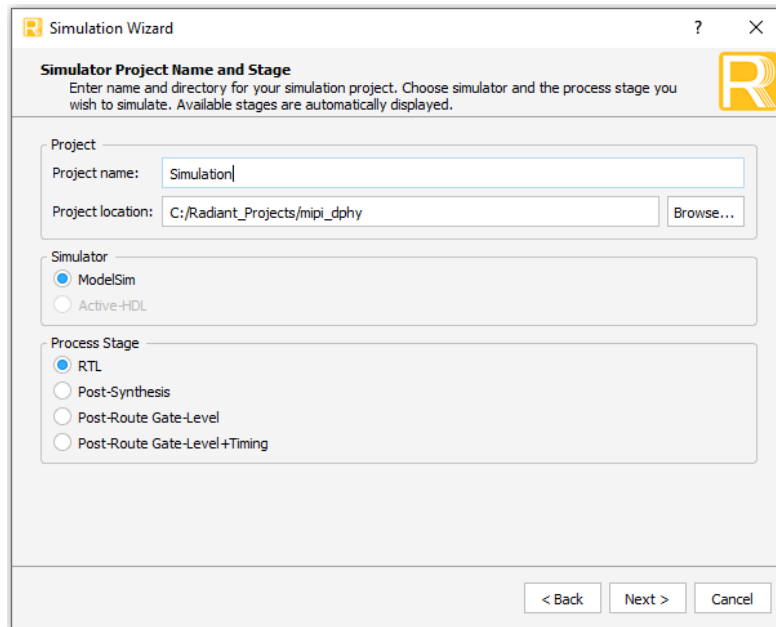 Simulation Wizard
?
Simulator Project Name and Stage
Enter name and directory for your simulation project. Choose simulator and the process stage you
wish to simulate. Available stages are automatically displayed.
R
Project
Project name: Simulation
Project location: C:/Radiant_Projects/mipi_dphy Browse...
Simulator
ModelSim
Active-HDL
Process Stage
RTL
Post-Synthesis
Post-Route Gate-Level
Post-Route Gate-Level+Timing
< Back Next > Cancel